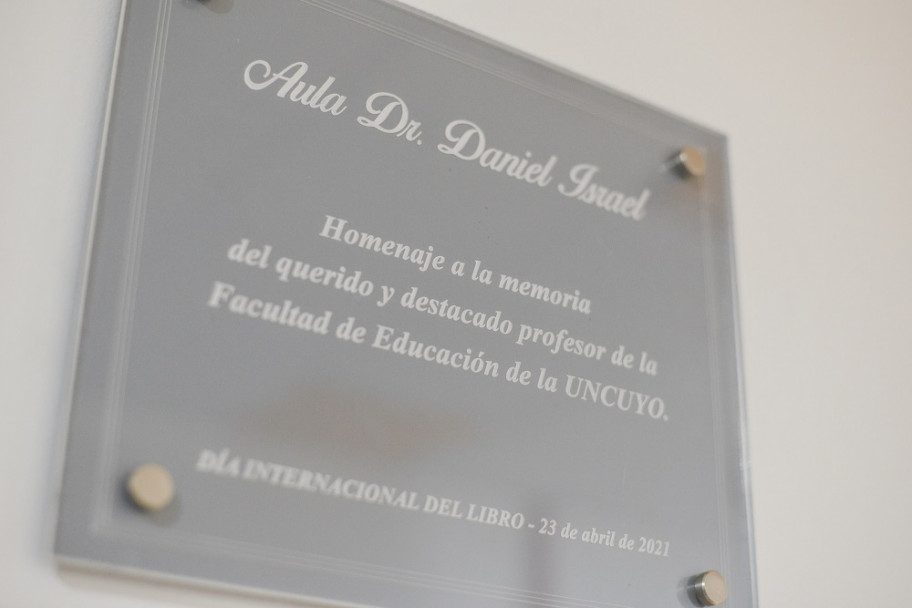 Aula Dr. Daniel Israel
Homenaje a la memoria
del querido y destacado profesor de la
Facultad de Educación de la UNCUYO.
DÍA INTERNACIONAL DEL LIBRO - 23 de abril de 2021